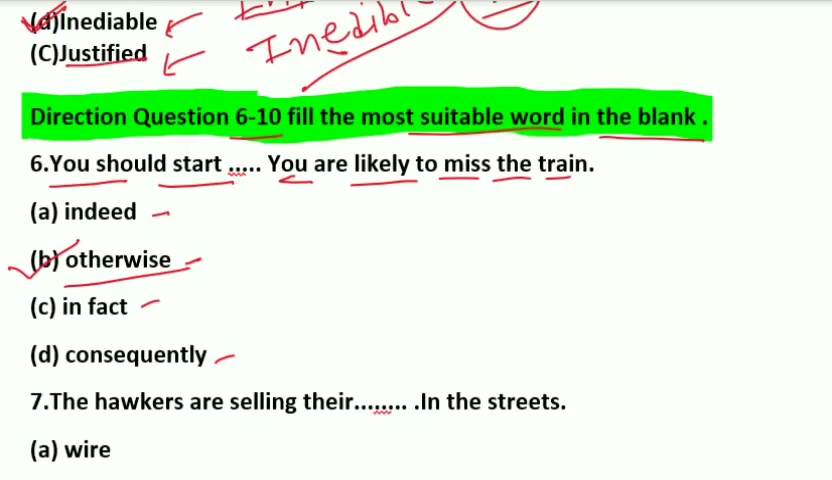 (d)Inediable
Inedible
(C)Justified
Direction Question 6-10 fill the most suitable word in the blank .
6.You should start ..... You are likely to miss the train.
(a) indeed
(b) otherwise
(c) in fact
(d) consequently
7.The hawkers are selling their........ .In the streets.
(a) wire